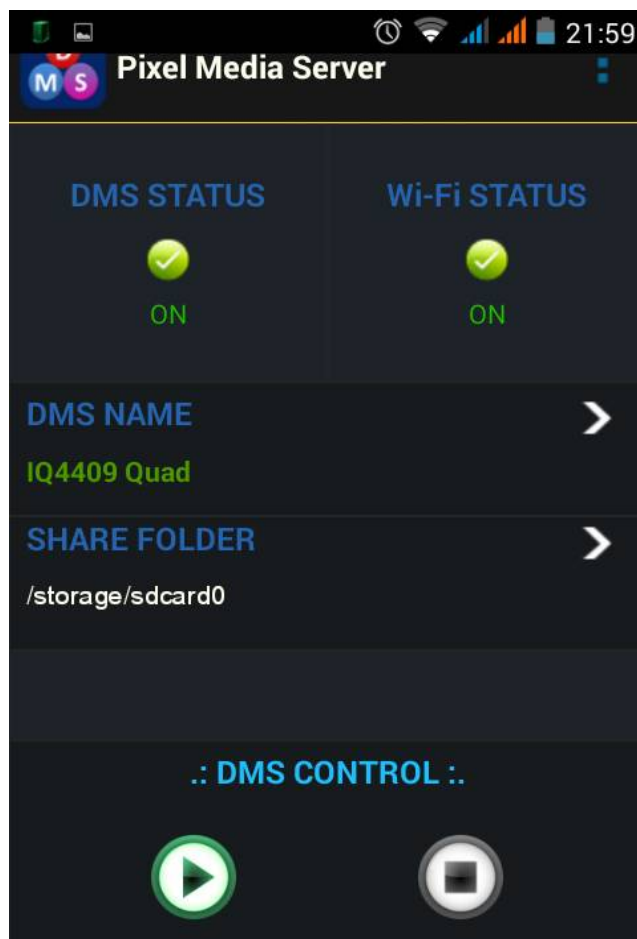 21:59
D
M S
Pixel Media Server
DMS STATUS
Wi-Fi STATUS
ON
ON
DMS NAME
IQ4409 Quad
SHARE FOLDER
/storage/sdcard0
.: DMS CONTROL :.